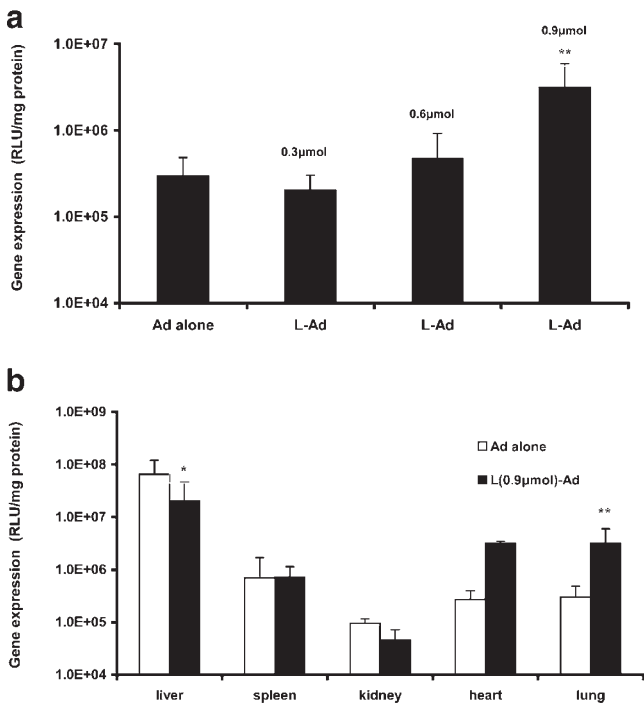 a
Gene expression (RLU/mg protein)
1.0E+07
1.0E+06
1.0E+05
1.0E+04
0.3µmol
0.6µmol
0.9µmol
**
Ad alone
L-Ad
L-Ad
L-Ad
b
Gene expression (RLU/mg protein)
1.0E+09
1.0E+08
1.0E+07
1.0E+06
1.0E+05
1.0E+04
Ad alone
L(0.9µmol)-Ad
*
**
liver
spleen
kidney
heart
lung